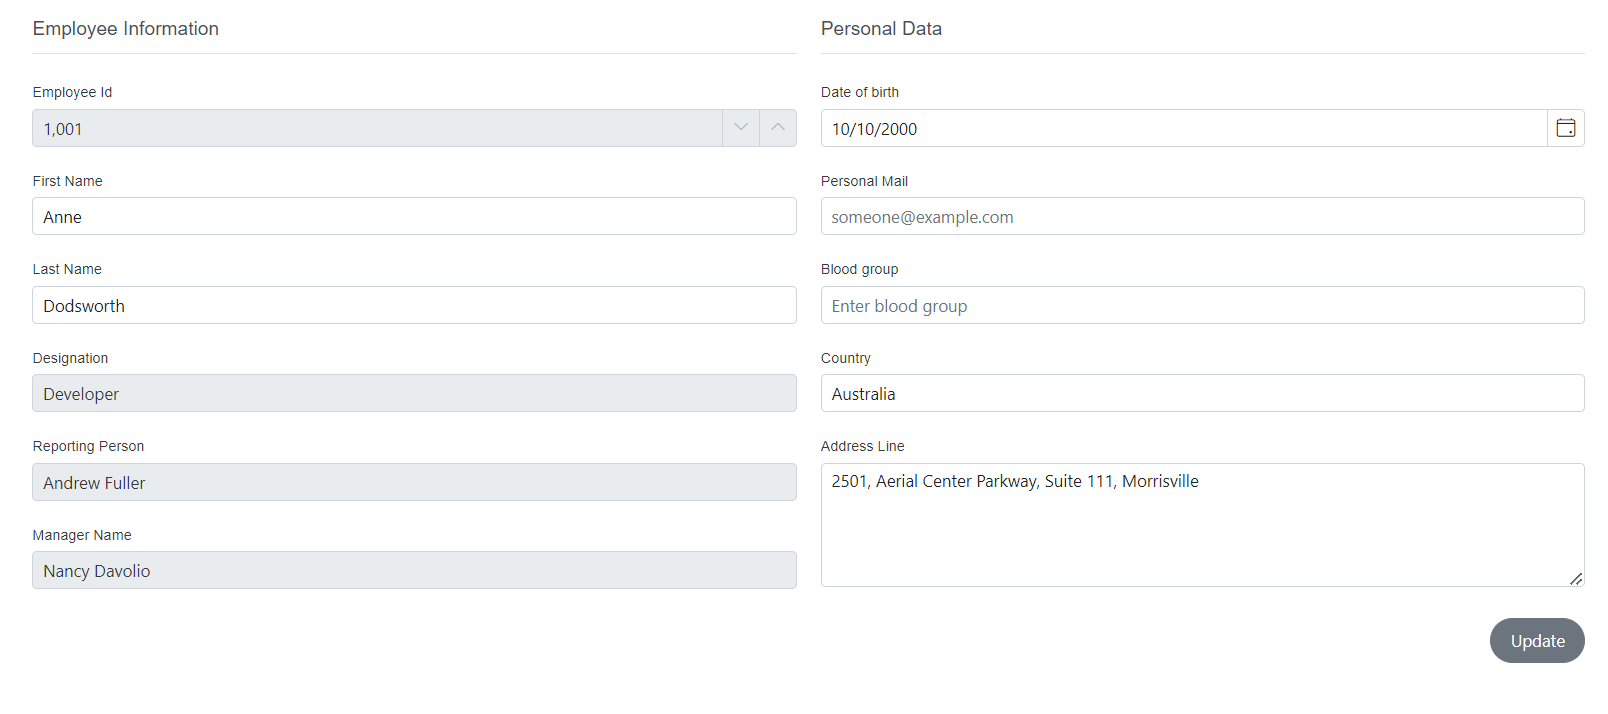 Employee Information
Employee Id
1,001
First Name
Anne
Last Name
Dodsworth
Designation
Developer
Reporting Person
Andrew Fuller
Manager Name
Nancy Davolio
Personal Data
Date of birth
10/10/2000
Personal Mail
someone@example.com
Blood group
Enter blood group
Country
Australia
Address Line
2501, Aerial Center Parkway, Suite 111, Morrisville
Update